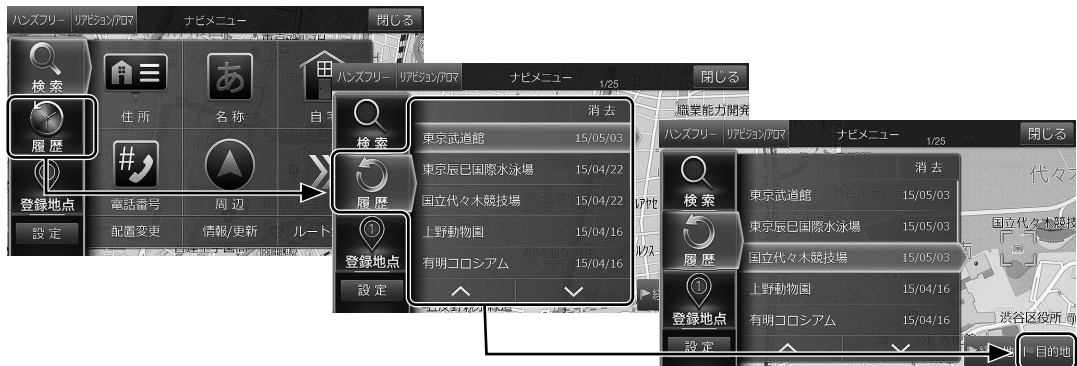 ハンズフリー リアビジョン/アロマ ナビメニュー 閉じる
検索
履歴
登録地点
設定
住所 名称
電話番号 周辺
配置変更 情報/更新 ルート
ハンズフリー リアビジョン/アロマ ナビメニュー 1/25 閉じる
検索
履歴
登録地点
設定
消去
東京武道館 15/05/03
東京辰巳国際水泳場 15/04/22
国立代々木競技場 15/04/22
上野動物園 15/04/16
有明コロシアム 15/04/16
職業能力開発
ハンズフリー リアビジョン/アロマ ナビメニュー 1/25 閉じる
検索
履歴
登録地点
設定
消去
東京武道館 15/05/03
東京辰巳国際水泳場 15/05/03
国立代々木競技場 15/05/03
上野動物園 15/04/16
有明コロシアム 15/04/16
代々
国立代々木競技
渋谷区役所
目的地